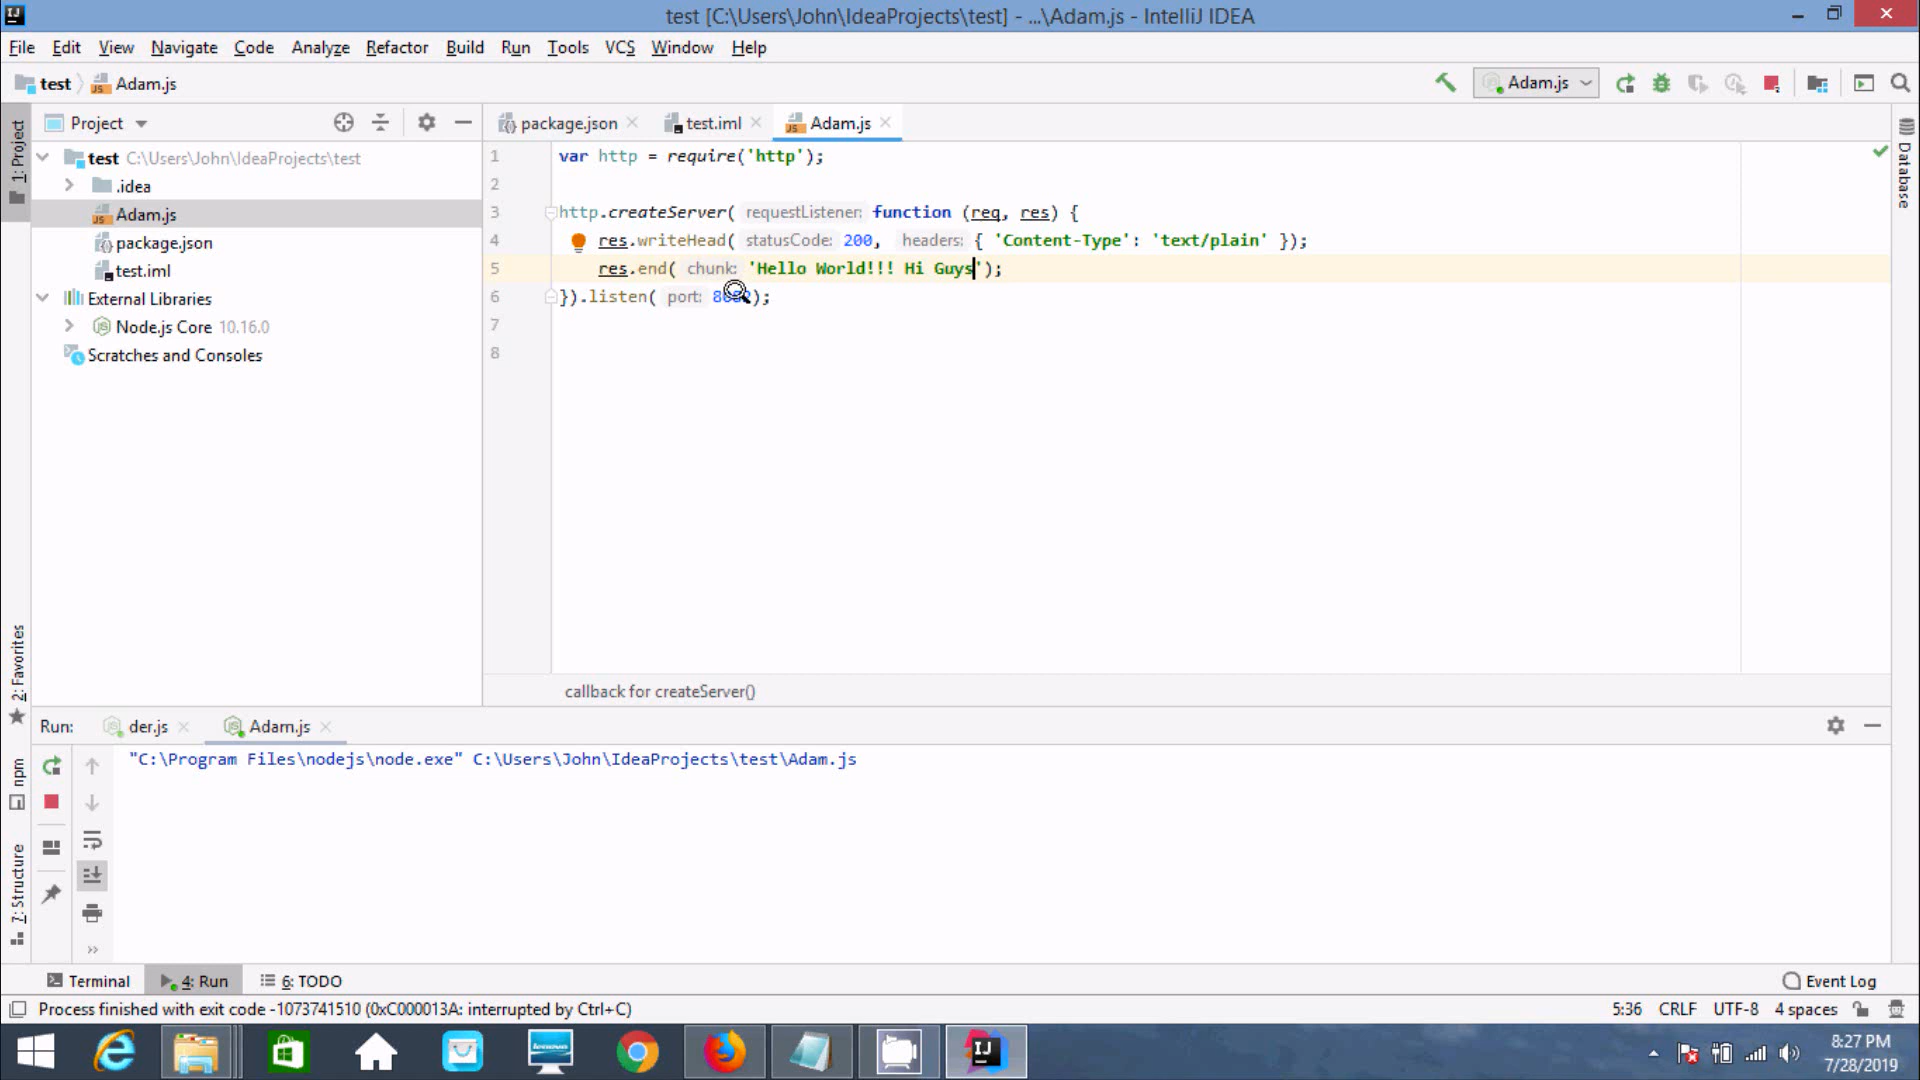 test [C:\Users\John\IdeaProjects\test] - ...\Adam.js - IntelliJ IDEA
File Edit View Navigate Code Analyze Refactor Build Run Tools VCS Window Help
test Adam.js
Adam.js
1: Project
Project
package.json test.iml Adam.js
test C:\Users\John\IdeaProjects\test
.idea
Adam.js
package.json
test.iml
External Libraries
Node.js Core 10.16.0
Scratches and Consoles
1 var http = require('http');
2
3 http.createServer( requestListener: function (req, res) {
4 res.writeHead( statusCode: 200, headers: { 'Content-Type': 'text/plain' });
5 res.end( chunk: 'Hello World!!! Hi Guys');
6 }).listen( port: );
7
8
Database
callback for createServer()
2: Favorites
npm
7: Structure
Run: der.js Adam.js
"C:\Program Files\nodejs\node.exe" C:\Users\John\IdeaProjects\test\Adam.js
Terminal 4: Run 6: TODO Event Log
Process finished with exit code -1073741510 (0xC000013A: interrupted by Ctrl+C) 5:36 CRLF UTF-8 4 spaces
8:27 PM
7/28/2019